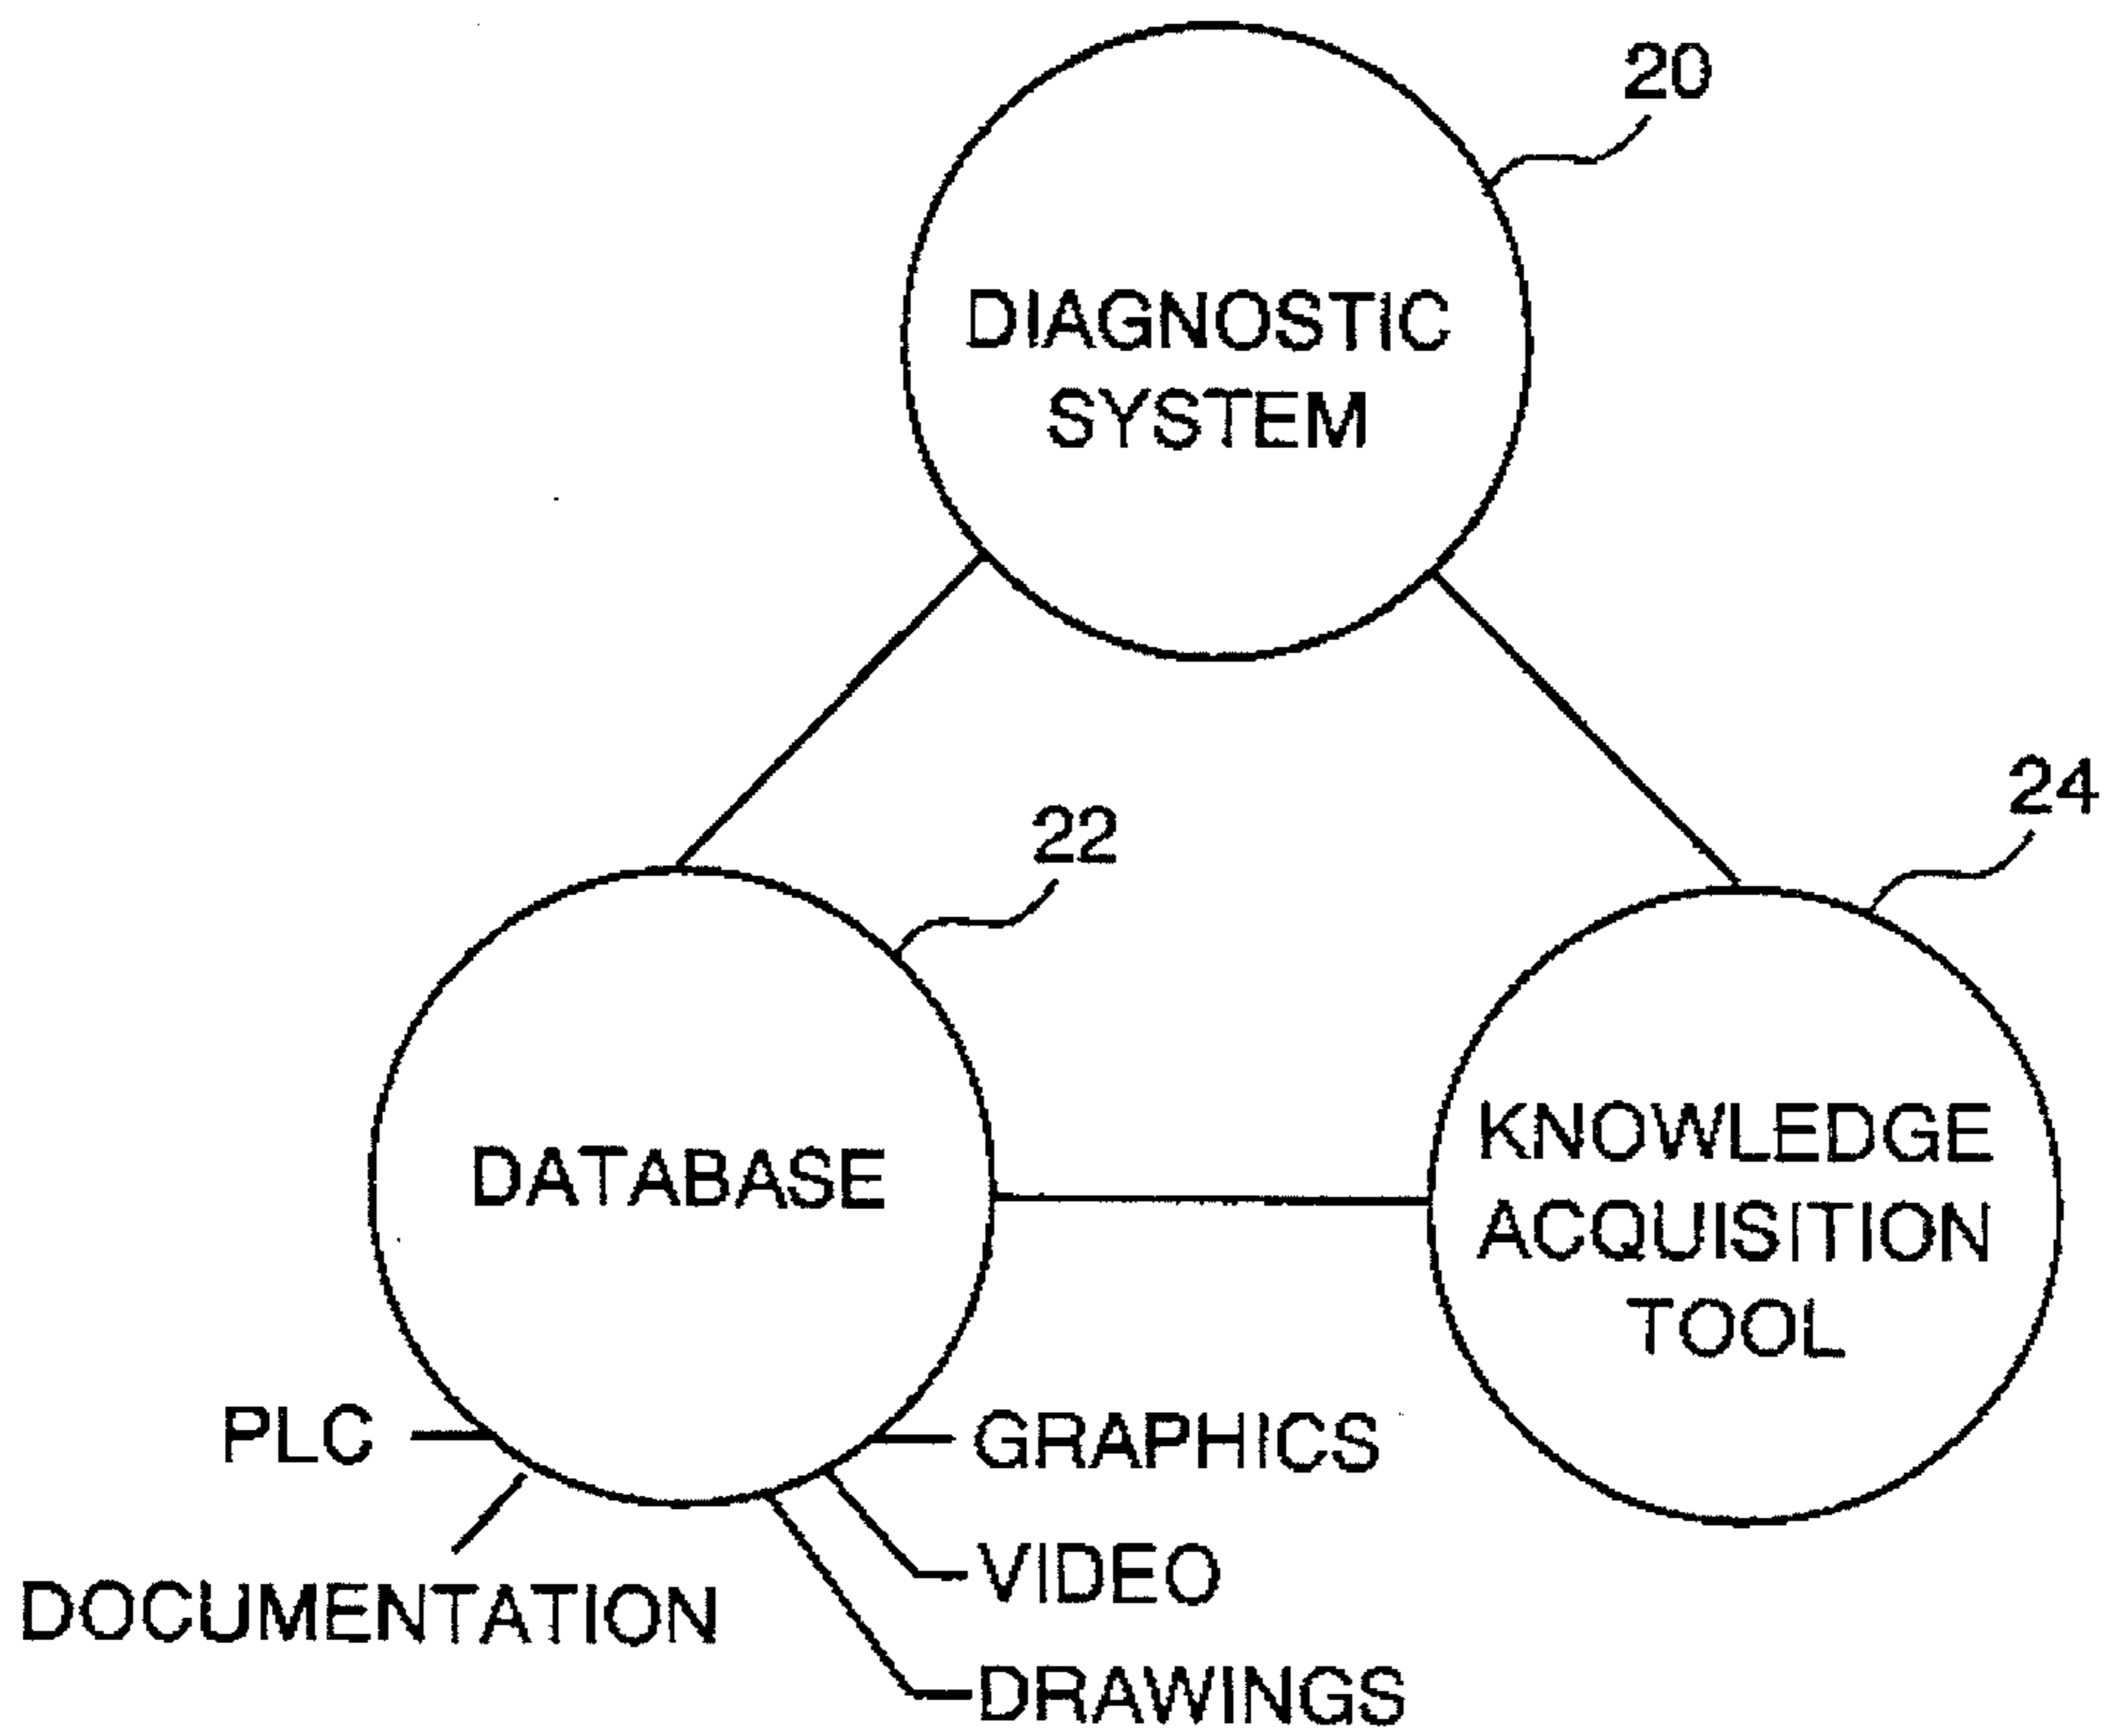 20
DIAGNOSTIC
SYSTEM
22
24
DATABASE
KNOWLEDGE
ACQUISITION
TOOL
PLC
GRAPHICS
DOCUMENTATION
VIDEO
DRAWINGS